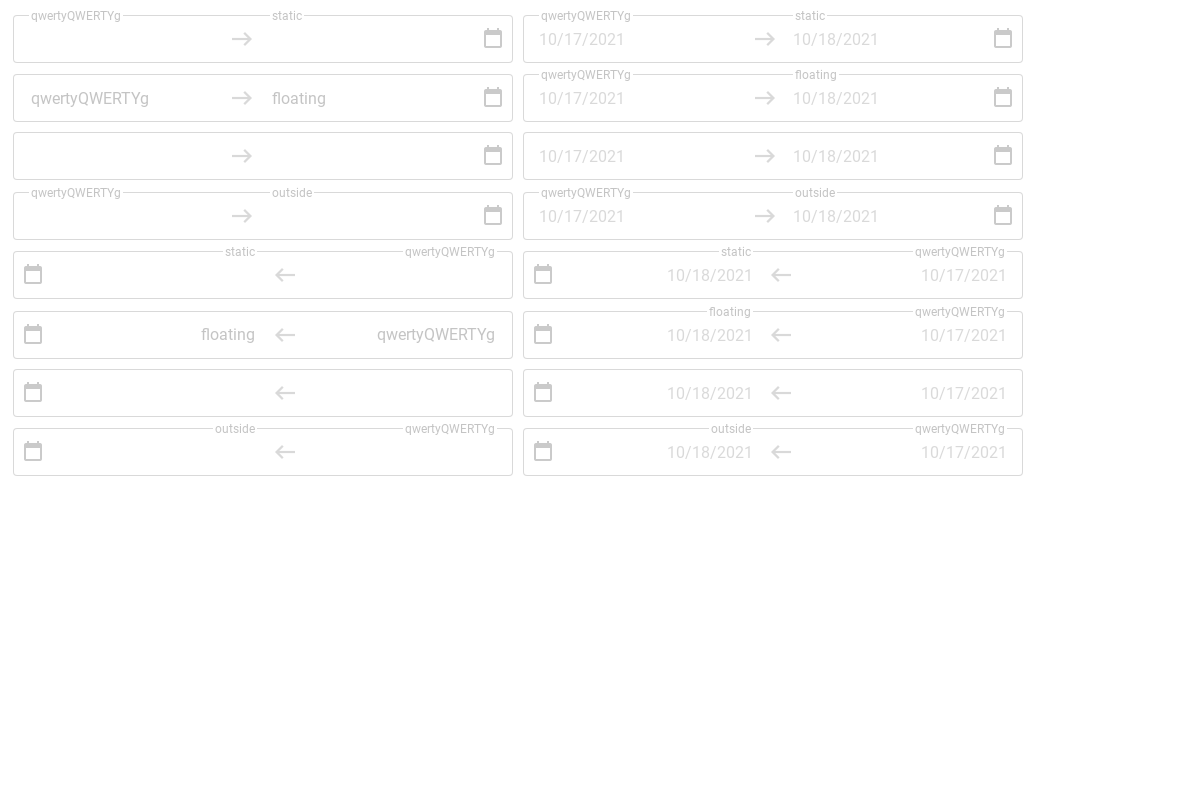 qwertyQWERTYg static qwertyQWERTYg static
10/17/2021 10/18/2021
qwertyQWERTYg floating
qwertyQWERTYg floating 10/17/2021 10/18/2021
10/17/2021 10/18/2021
qwertyQWERTYg outside qwertyQWERTYg outside
10/17/2021 10/18/2021
static qwertyQWERTYg static qwertyQWERTYg
10/18/2021 10/17/2021
floating qwertyQWERTYg
floating qwertyQWERTYg 10/18/2021 10/17/2021
10/18/2021 10/17/2021
outside qwertyQWERTYg outside qwertyQWERTYg
10/18/2021 10/17/2021